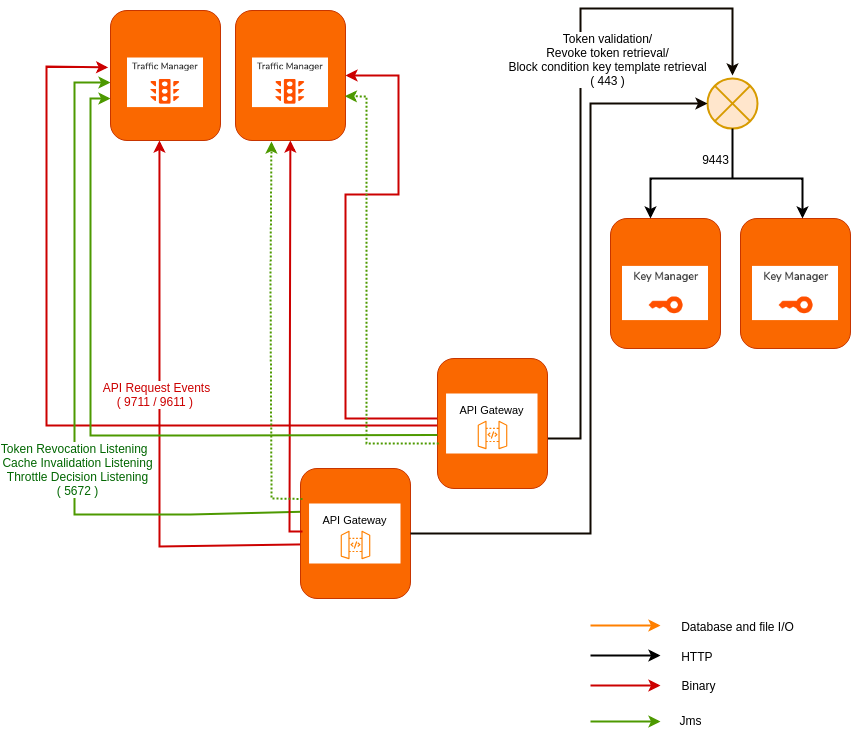 Traffic Manager
Traffic Manager
Token validation/
Revoke token retrieval/
Block condition key template retrieval
( 443 )
9443
Key Manager
Key Manager
API Request Events
( 9711 / 9611 )
API Gateway
Token Revocation Listening
Cache Invalidation Listening
Throttle Decision Listening
( 5672 )
API Gateway
Database and file I/O
HTTP
Binary
Jms